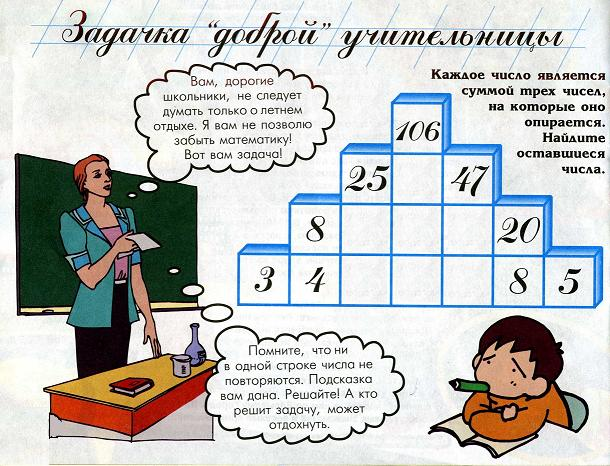 Задачка "доброй" учительницы
Вам, дорогие
школьники, не следует
думать только о летнем
отдыхе. Я вам не позволю
забыть математику!
Вот вам задача!
Каждое число является
суммой трех чисел,
на которые оно
опирается.
Найдите
оставшиеся
числа.
106
25 47
8 20
3 4 8 5
Помните, что ни
в одной строке числа не
повторяются. Подсказка
вам дана. Решайте! А кто
решит задачу, может
отдохнуть.